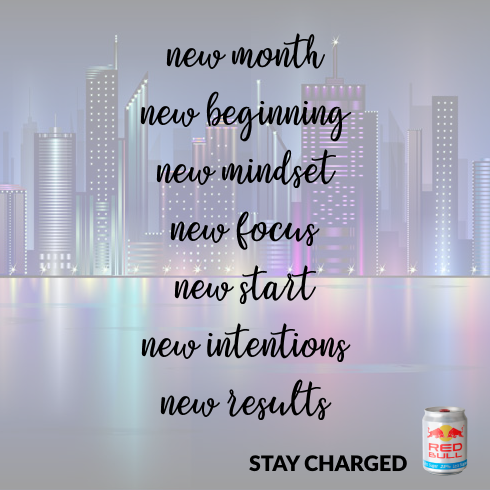 new month
new beginning
new mindset
new focus
new start
new intentions
new results
STAY CHARGED
RED
BULL